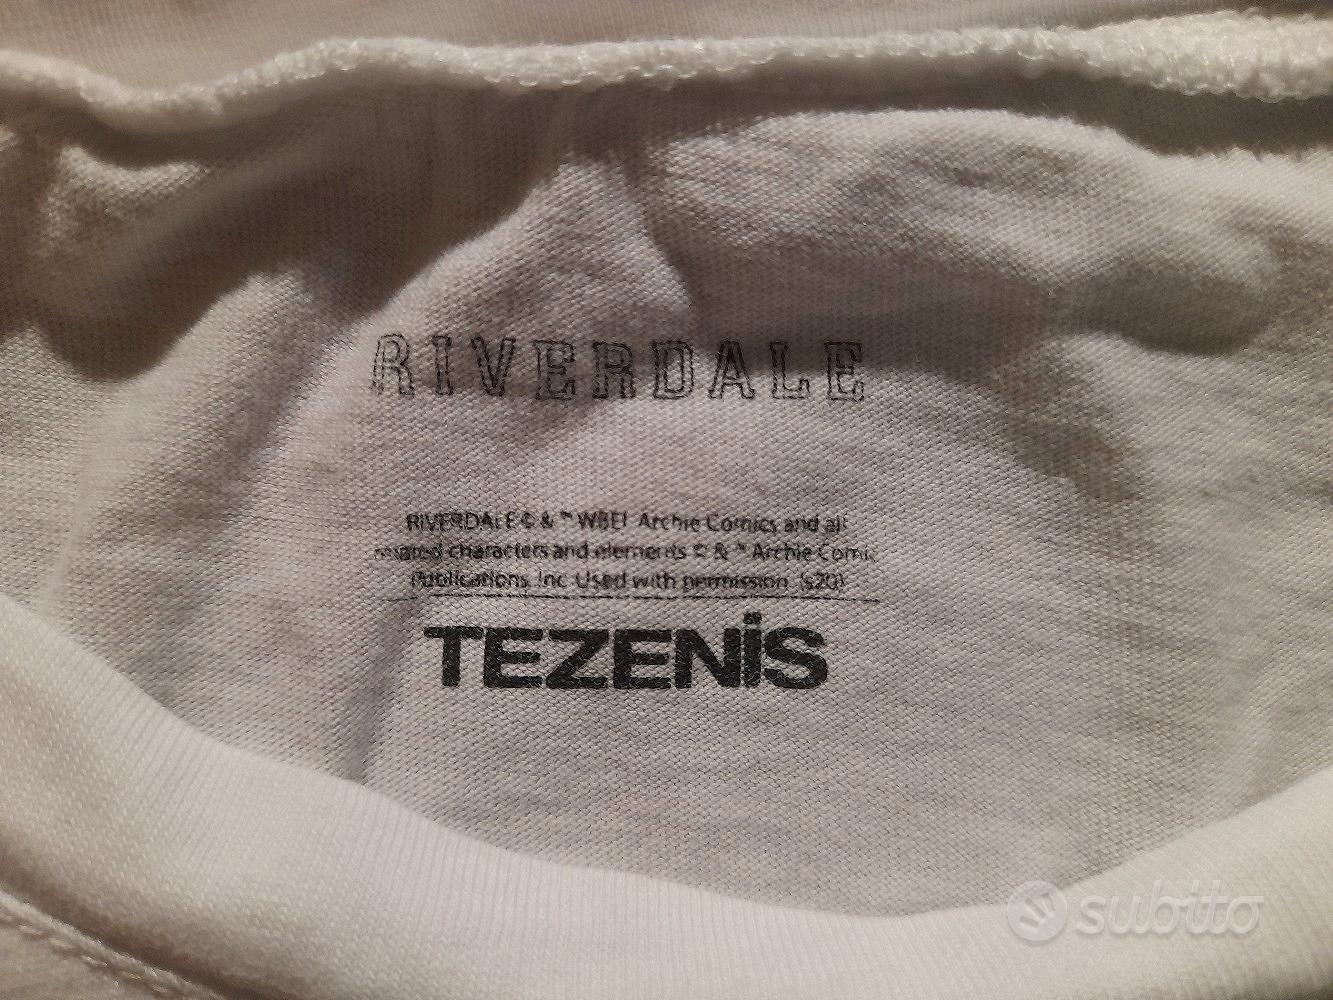 RIVERDALE
RIVERDALE © & ™ WBEI. Archie Comics and all
related characters and elements © & ™ Archie Comic
Publications, Inc. Used with permission. (s20)
TEZENiS
subito